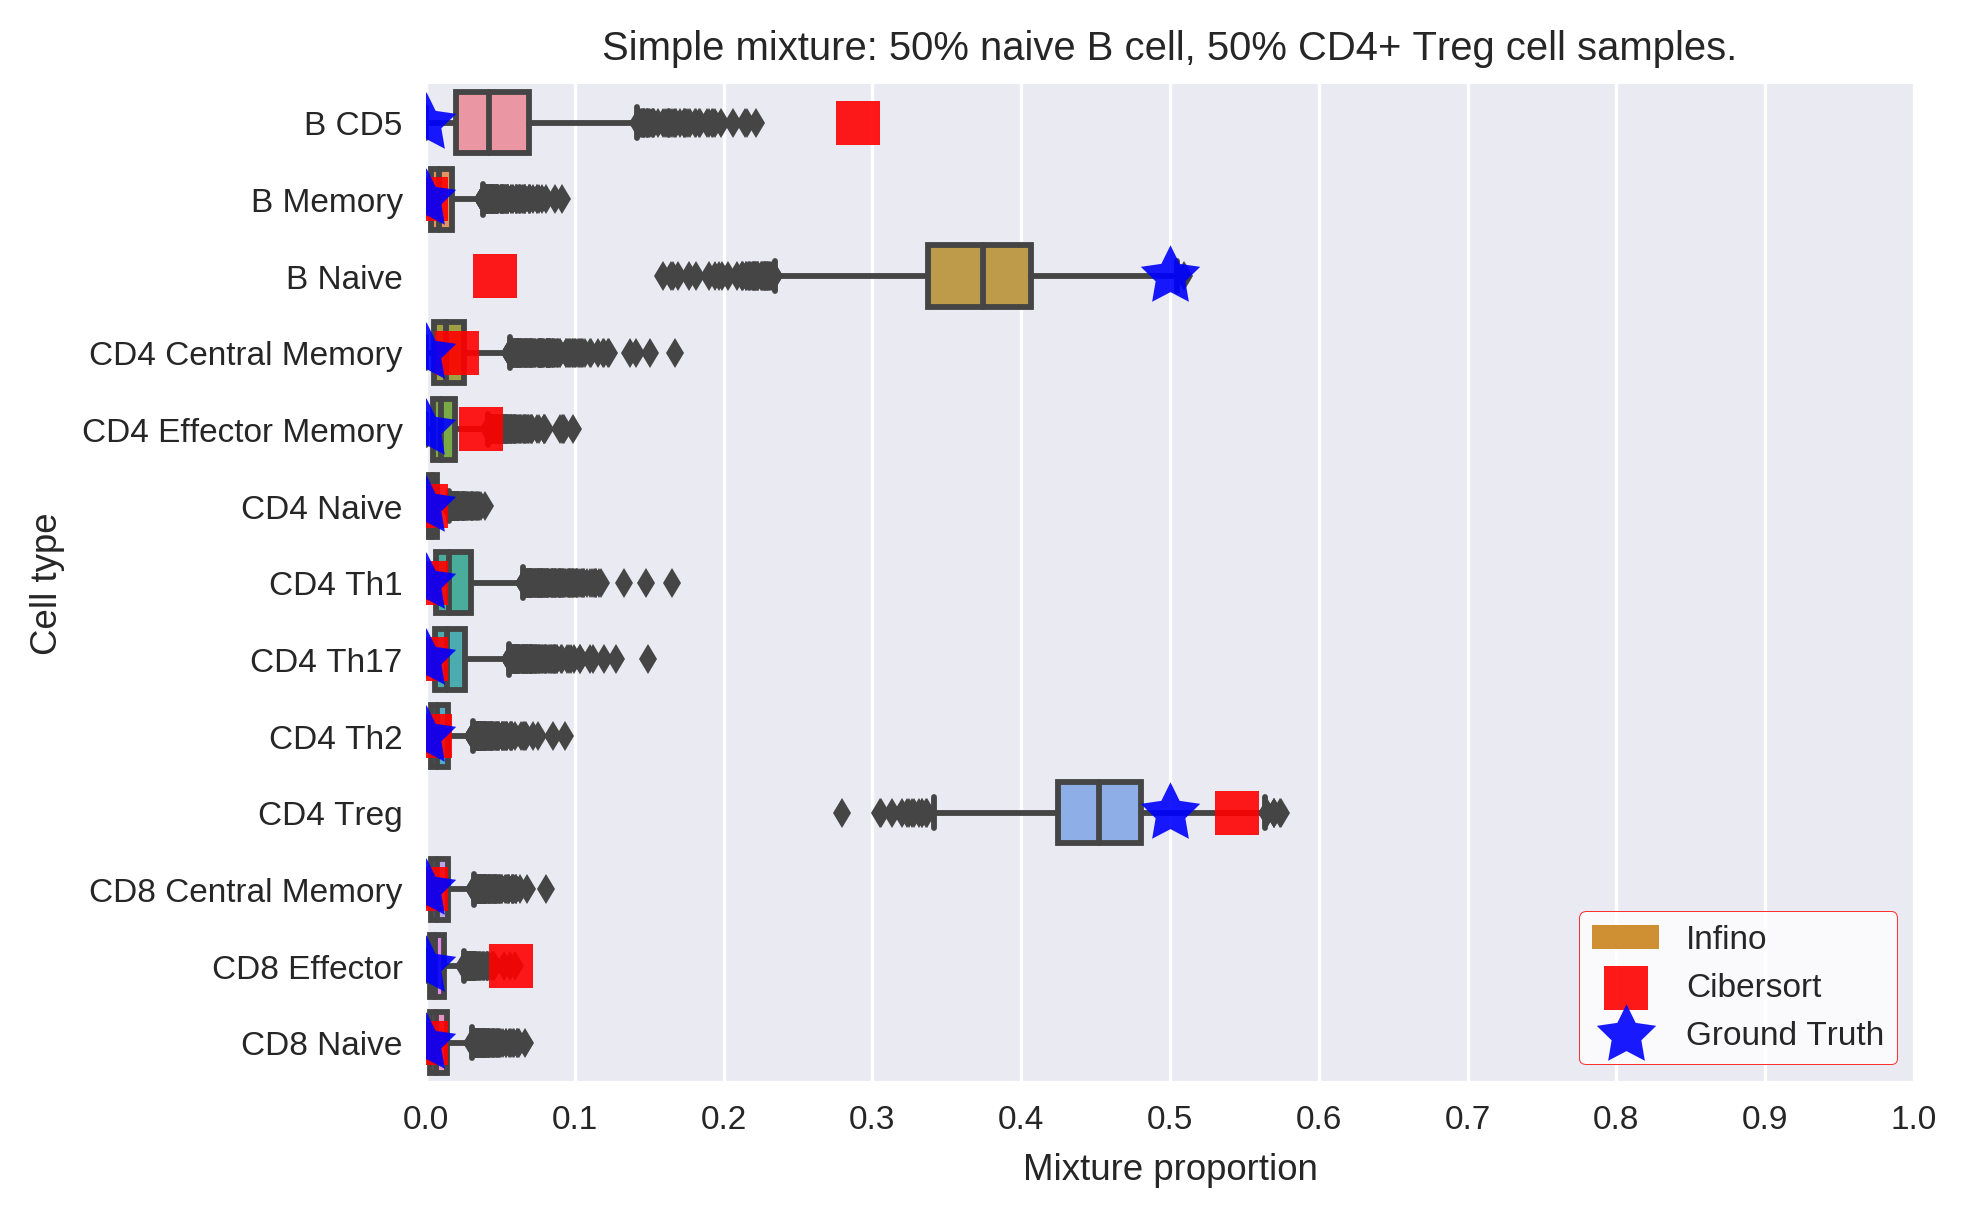 Simple mixture: 50% naive B cell, 50% CD4+ Treg cell samples.
B CD5
B Memory
B Naive
CD4 Central Memory
CD4 Effector Memory
CD4 Naive
CD4 Th1
CD4 Th17
CD4 Th2
CD4 Treg
CD8 Central Memory
CD8 Effector
CD8 Naive
Cell type
Infino
Cibersort
Ground Truth
0.0 0.1 0.2 0.3 0.4 0.5 0.6 0.7 0.8 0.9 1.0
Mixture proportion